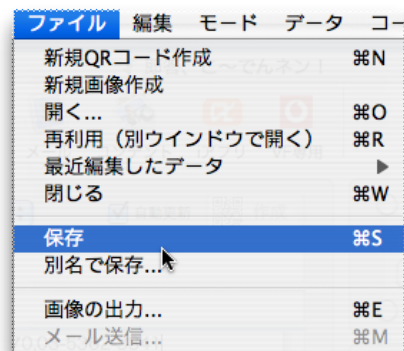 ファイル 編集 モード データ コー
新規QRコード作成 ⌘N
新規画像作成
開く... ⌘O
再利用（別ウインドウで開く） ⌘R
最近編集したデータ ▶
閉じる ⌘W
保存 ⌘S
別名で保存...
画像の出力... ⌘E
メール送信... ⌘M